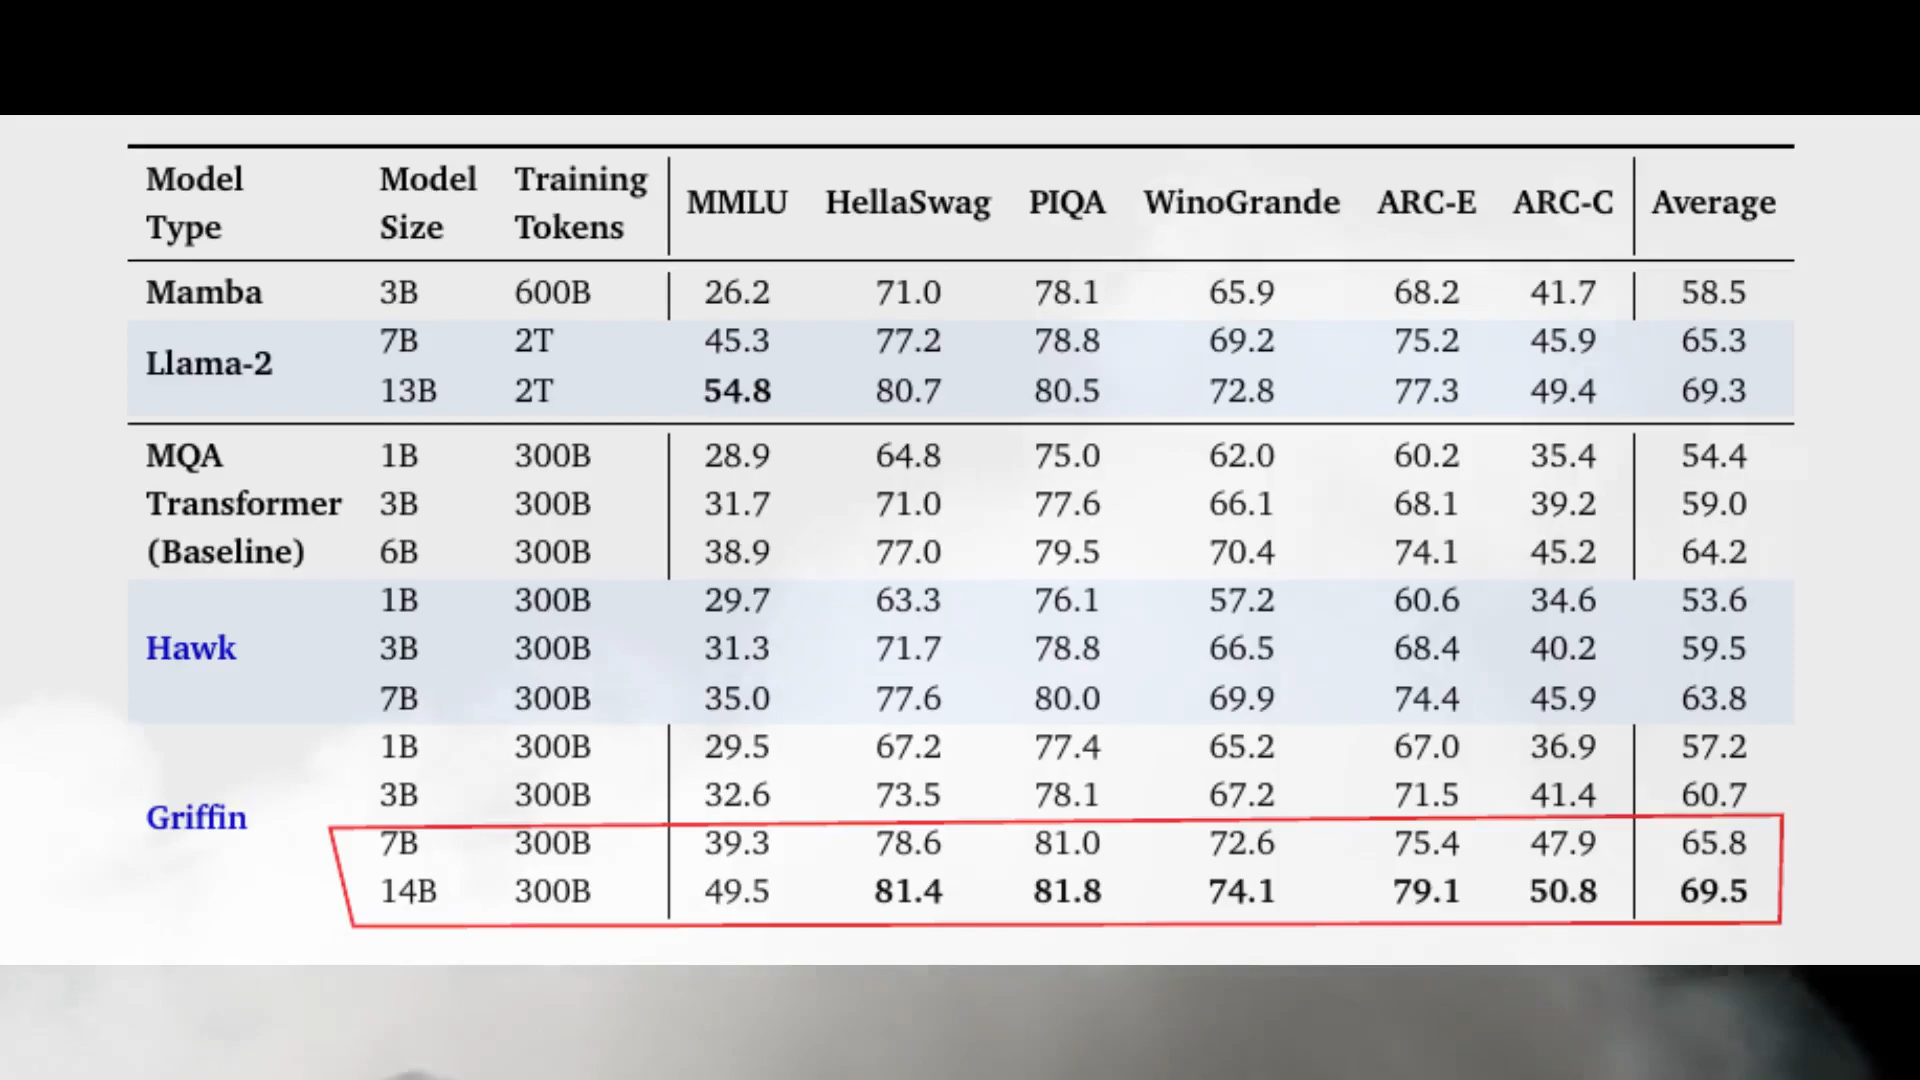 Model Type Model Size Training Tokens MMLU HellaSwag PIQA WinoGrande ARC-E ARC-C Average
Mamba 3B 600B 26.2 71.0 78.1 65.9 68.2 41.7 58.5
Llama-2 7B 2T 45.3 77.2 78.8 69.2 75.2 45.9 65.3
13B 2T 54.8 80.7 80.5 72.8 77.3 49.4 69.3
MQA 1B 300B 28.9 64.8 75.0 62.0 60.2 35.4 54.4
Transformer 3B 300B 31.7 71.0 77.6 66.1 68.1 39.2 59.0
(Baseline) 6B 300B 38.9 77.0 79.5 70.4 74.1 45.2 64.2
1B 300B 29.7 63.3 76.1 57.2 60.6 34.6 53.6
Hawk 3B 300B 31.3 71.7 78.8 66.5 68.4 40.2 59.5
7B 300B 35.0 77.6 80.0 69.9 74.4 45.9 63.8
1B 300B 29.5 67.2 77.4 65.2 67.0 36.9 57.2
Griffin 3B 300B 32.6 73.5 78.1 67.2 71.5 41.4 60.7
7B 300B 39.3 78.6 81.0 72.6 75.4 47.9 65.8
14B 300B 49.5 81.4 81.8 74.1 79.1 50.8 69.5